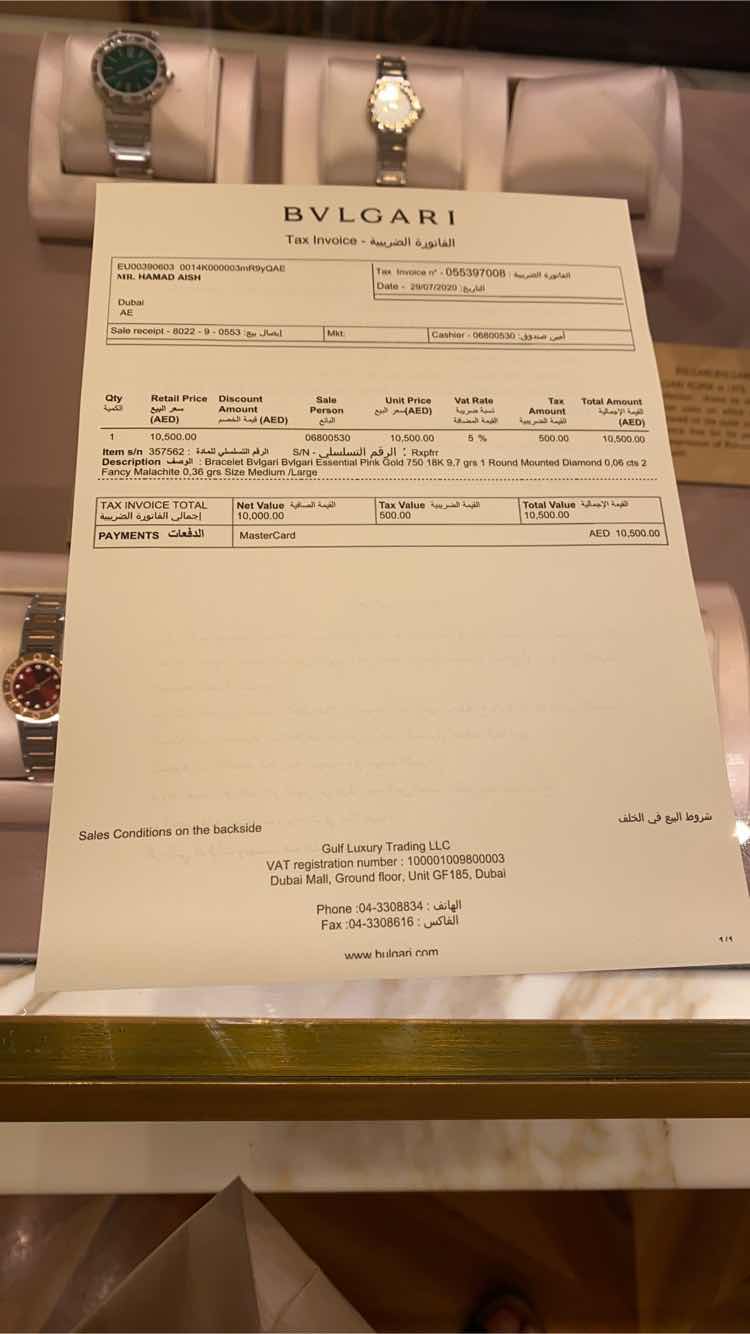 BVLGARI
Tax Invoice - الفاتورة الضريبية
EU00390603 0014K000003mR9yQAE
MR. HAMAD AISH
Dubai
AE
Tax Invoice n° - 055397008 : الفاتورة الضريبية
Date - 29/07/2020 :التاريخ
Sale receipt - 8022 - 9 - 0553 :إيصال بيع
Mkt:
Cashier - 06800530 :أمين صندوق
Qty Retail Price Discount Sale Unit Price Vat Rate Tax Total Amount
الكمية سعر البيع Amount Person سعر البيع(AED) نسبة ضريبة Amount القيمة الإجمالية
(AED) قيمة الخصم (AED) البائع القيمة المضافة القيمة الضريبية (AED)
1 10,500.00 06800530 10,500.00 5 % 500.00 10,500.00
Item s/n 357562 : الرقم التسلسلي للمادة S/N - الرقم التسلسلي : Rxpfrr
Description الوصف : Bracelet Bvlgari Bvlgari Essential Pink Gold 750 18K 9,7 grs 1 Round Mounted Diamond 0,06 cts 2
Fancy Malachite 0,36 grs Size Medium /Large
TAX INVOICE TOTAL Net Value القيمة الصافية Tax Value القيمة الضريبية Total Value القيمة الإجمالية
إجمالي الفاتورة الضريبية 10,000.00 500.00 10,500.00
PAYMENTS الدفعات MasterCard AED 10,500.00
Sales Conditions on the backside
شروط البيع في الخلف
Gulf Luxury Trading LLC
VAT registration number : 100001009800003
Dubai Mall, Ground floor, Unit GF185, Dubai
Phone :04-3308834 : الهاتف
Fax :04-3308616 : الفاكس
www.bulgari.com
١/١